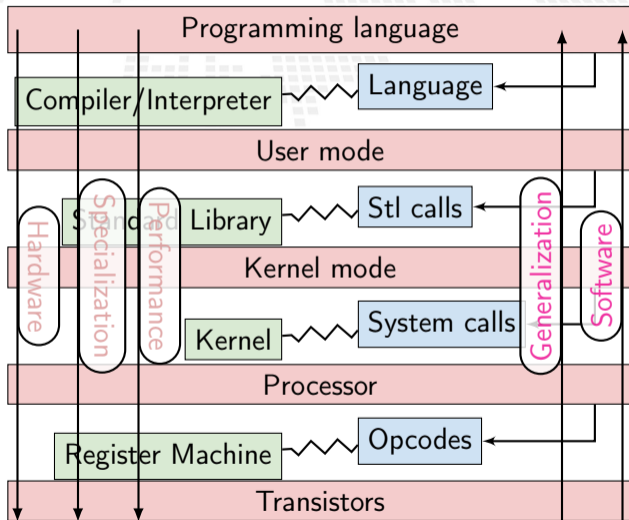 Programming language
Compiler/Interpreter
Language
User mode
Standard Library
Stl calls
Kernel mode
Kernel
System calls
Processor
Register Machine
Opcodes
Transistors
Hardware
Specialization
Performance
Generalization
Software